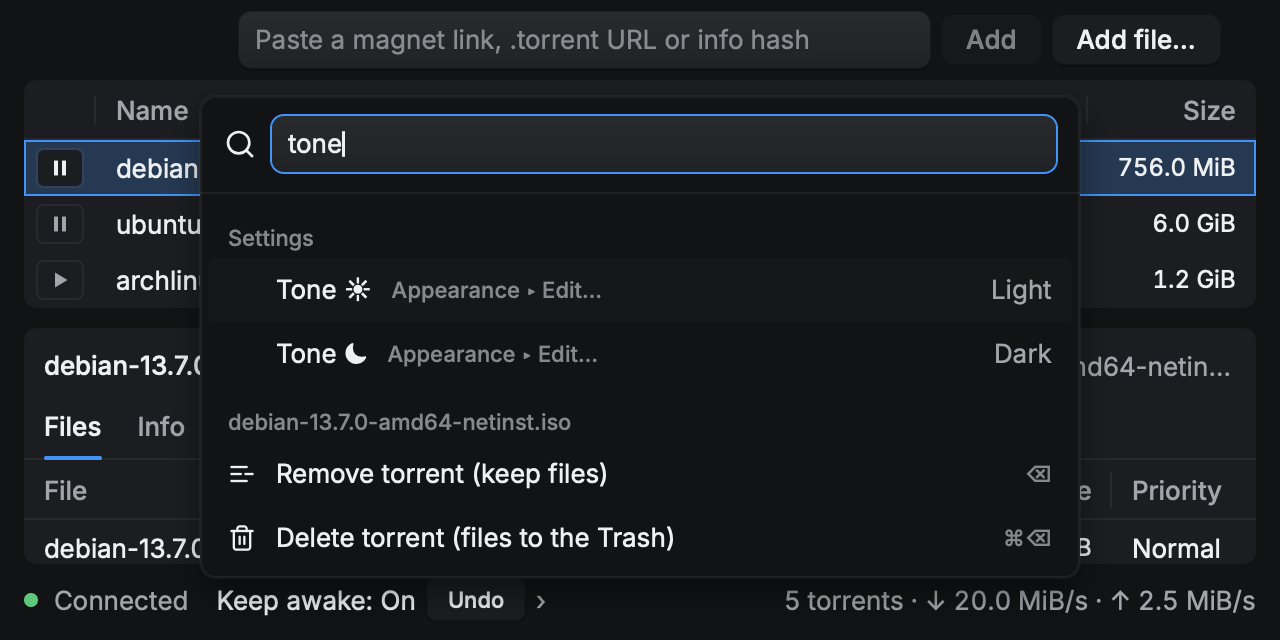 Paste a magnet link, .torrent URL or info hash Add Add file...
Name Size
tone
debian 756.0 MiB
ubuntu 6.0 GiB
archlin 1.2 GiB
Settings
Tone Appearance ▸ Edit... Light
Tone Appearance ▸ Edit... Dark
debian-13.7.0 md64-netin...
debian-13.7.0-amd64-netinst.iso
Files Info
Remove torrent (keep files) ⌫
File Priority
Delete torrent (files to the Trash) ⌘⌫
debian-13.7.0 B Normal
Connected Keep awake: On Undo › 5 torrents · ↓ 20.0 MiB/s · ↑ 2.5 MiB/s